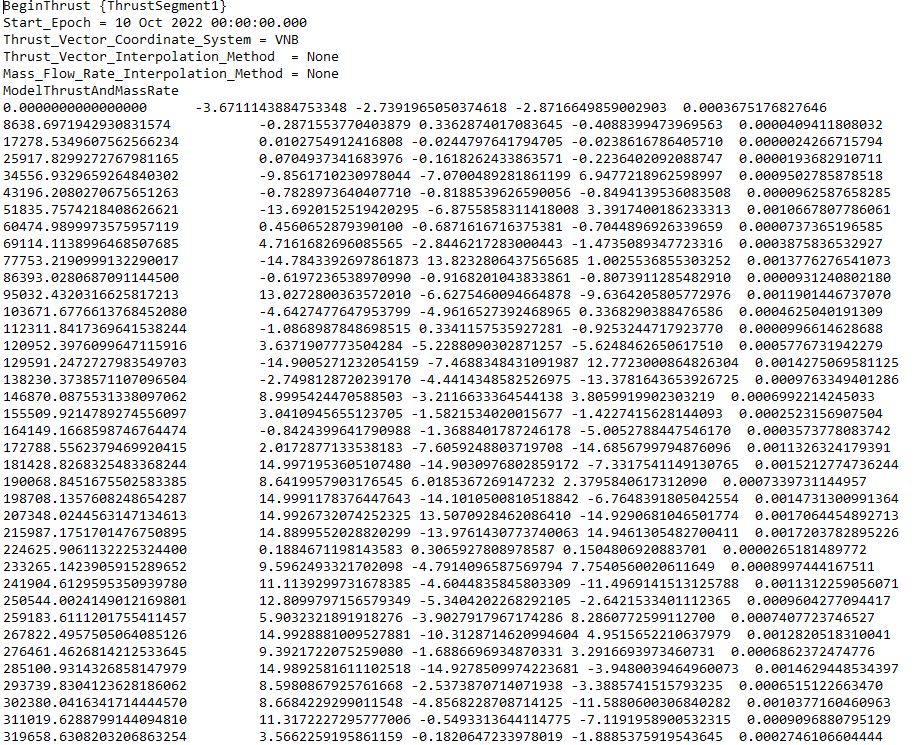 BeginThrust {ThrustSegment1}
Start_Epoch = 10 Oct 2022 00:00:00.000
Thrust_Vector_Coordinate_System = VNB
Thrust_Vector_Interpolation_Method  = None
Mass_Flow_Rate_Interpolation_Method = None
ModelThrustAndMassRate
0.0000000000000000 -3.6711143884753348 -2.7391965050374618 -2.8716649859002903 0.0003675176827646
8638.6971942930831574 -0.2871553770403879 0.3362874017083645 -0.4088399473969563 0.0000409411808032
17278.5349607562566234 0.0102754912416808 -0.0244797641794705 -0.0238616786405710 0.0000024266715794
25917.8299272767981165 0.0704937341683976 -0.1618262433863571 -0.2236402092088747 0.0000193682910711
34556.9329659264840302 -9.8561710230978044 -7.0700489281861199 6.9477218962598997 0.0009502785878518
43196.2080270675651263 -0.7828973640407710 -0.8188539626590056 -0.8494139536083508 0.0000962587658285
51835.7574218408626621 -13.6920152519420295 -6.8755858311418008 3.3917400186233313 0.0010667807786061
60474.9899973575957119 0.4560652879390100 -0.6871616716375381 -0.7044896926339659 0.0000737365196585
69114.1138996468507685 4.7161682696085565 -2.8446217283000443 -1.4735089347723316 0.0003875836532927
77753.2190999132290017 -14.7843392697861873 13.8232806437565685 1.0025536855303252 0.0013776276541073
86393.0280687091144500 -0.6197236538970990 -0.9168201043833861 -0.8073911285482910 0.0000931240802180
95032.4320316625817213 13.0272800363572010 -6.6275460094664878 -9.6364205805772976 0.0011901446737070
103671.6776613768452080 -4.6427477647953799 -4.9616527392468965 0.3368290388476586 0.0004625040191309
112311.8417369641538244 -1.0868987848698515 0.3341157535927281 -0.9253244717923770 0.0000996614628688
120952.3976099647115916 3.6371907773504284 -5.2288090302871257 -5.6248462650617510 0.0005776731942279
129591.2472727983549703 -14.9005271232054159 -7.4688348431091987 12.7723000864826304 0.0014275069581125
138230.3738571107096504 -2.7498128720239170 -4.4414348582526975 -13.3781643653926725 0.0009763349401286
146870.0875531338097062 8.9995424470588503 -3.2116633364544138 3.8059919902303219 0.0006992214245033
155509.9214789274556097 3.0410945655123705 -1.5821534020015677 -1.4227415628144093 0.0002523156907504
164149.1668598746764474 -0.8424399641790988 -1.3688401787246178 -5.0052788447546170 0.0003573778083742
172788.5562379469920415 2.0172877133538183 -7.6059248803719708 -14.6856799794876096 0.0011326324179391
181428.8268325483368244 14.9971953605107480 -14.9030976802859172 -7.3317541149130765 0.0015212774736244
190068.8451675502583385 8.6419957903176545 6.0185367269147232 2.3795840617312090 0.0007339731144957
198708.1357608248654287 14.9991178376447643 -14.1010500810518842 -6.7648391805042554 0.0014731300991364
207348.0244563147134613 14.9926732074252325 13.5070928462086410 -14.9290681046501774 0.0017064454892713
215987.1751701476750895 14.8899552028820299 -13.9761430773740063 14.9461305482700411 0.0017203782895226
224625.9061132225324400 0.1884671198143583 0.3065927808978587 0.1504806920883701 0.0000265181489772
233265.1423905915289652 9.5962493321702098 -4.7914096587569794 7.7540560020611649 0.0008997444167511
241904.6129595350939780 11.1139299731678385 -4.6044835845803309 -11.4969141513125788 0.0011312259056071
250544.0024149012169801 12.8099797156579349 -5.3404202268292105 -2.6421533401112365 0.0009604277094417
259183.6111201755411457 5.9032321891918276 -3.9027917967174286 8.2860772599112700 0.0007407723746527
267822.4957505064085126 14.9928881009527881 -10.3128714620994604 4.9515652210637979 0.0012820518310041
276461.4626814212533645 9.3921722075259080 -1.6886696934870331 3.2916693973460731 0.0006862372474776
285100.9314326858147979 14.9892581611102518 -14.9278509974223681 -3.9480039464960073 0.0014629448534397
293739.8304123628186062 8.5980867925761668 -2.5373870714071938 -3.3885741515793235 0.0006515122663470
302380.0416341714444570 8.6684229299011548 -4.8568228708714125 -11.5880600306840282 0.0010377160460963
311019.6288799144094810 11.3172227295777006 -0.5493313644114775 -7.1191958900532315 0.0009096880795129
319658.6308203206863254 3.5662259195861159 -0.1820647233978019 -1.8885375919543645 0.0002746106604444